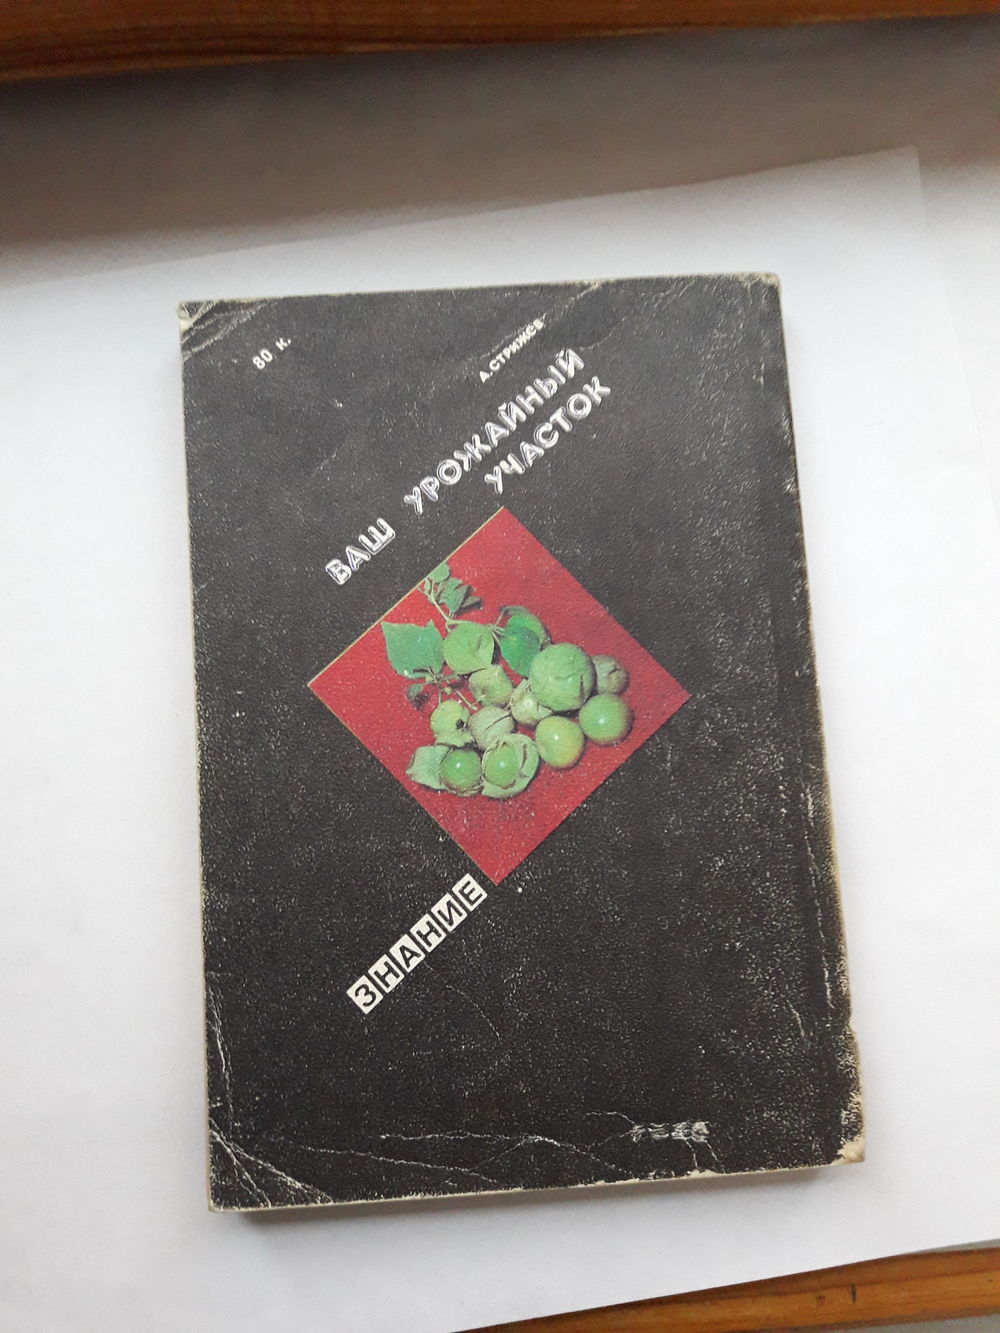 80 к.
А.СТРИЖЕВ
ВАШ УРОЖАЙНЫЙ
УЧАСТОК
ЗНАНИЕ